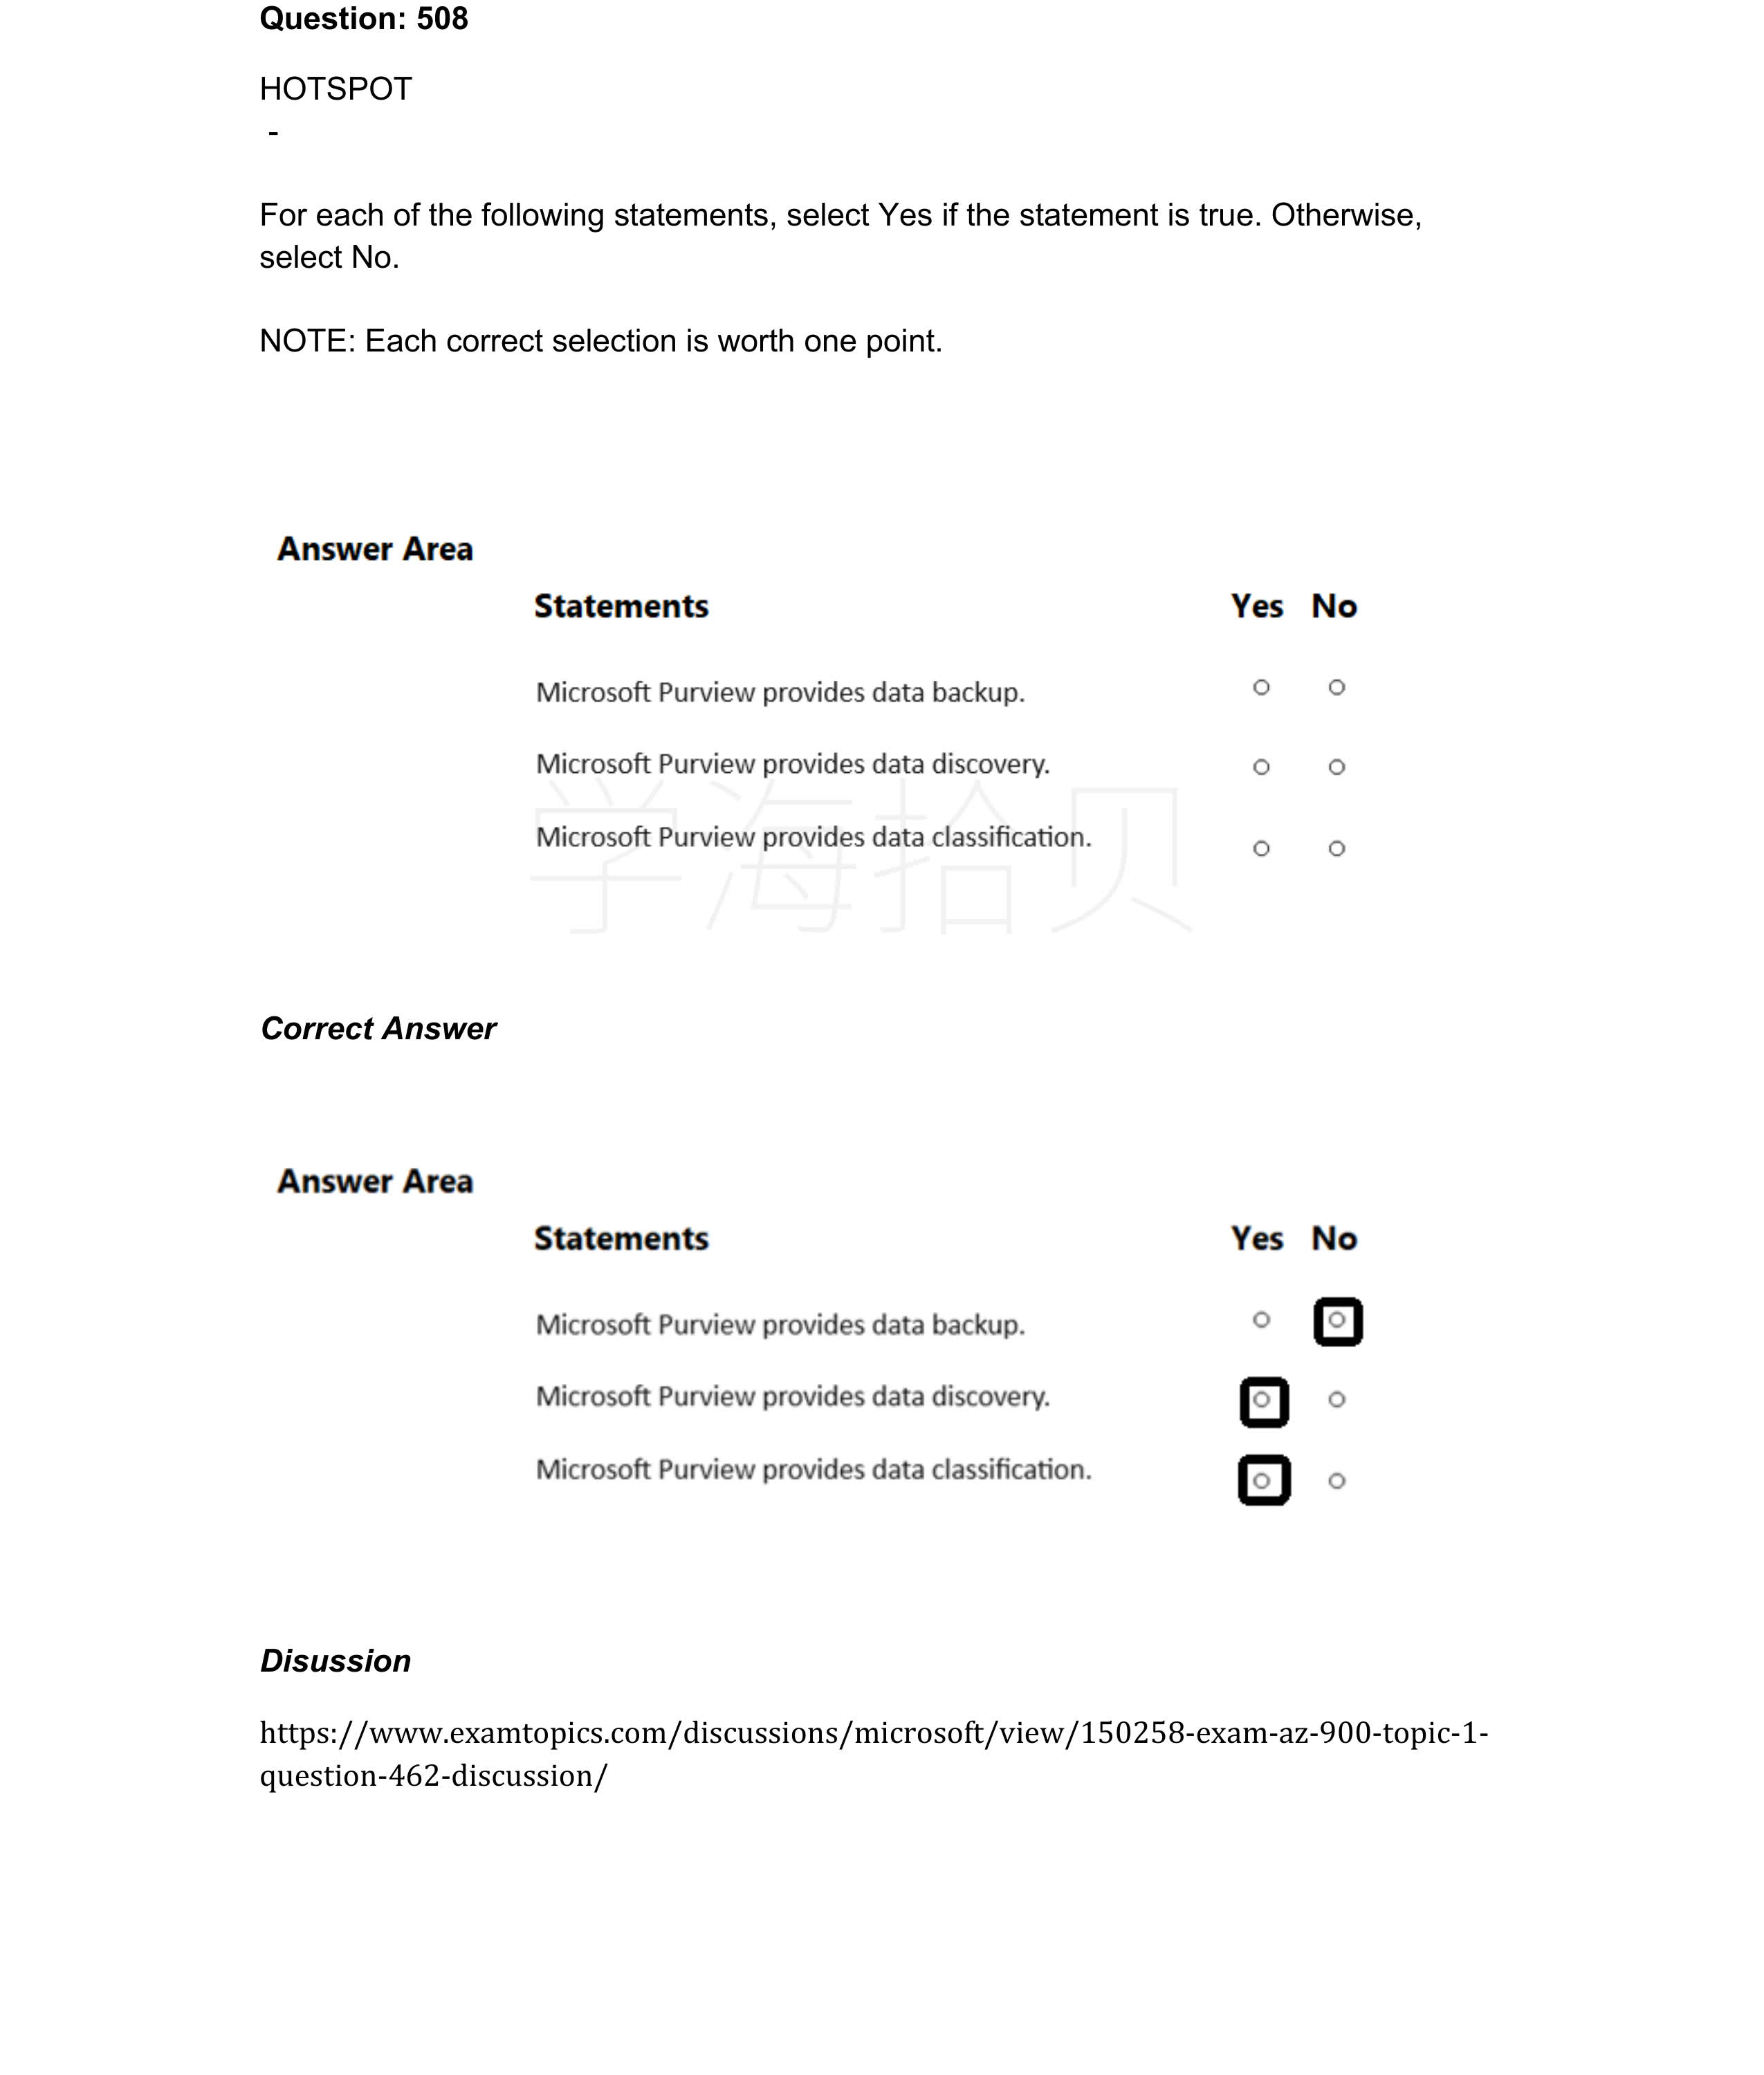 Question: 508
HOTSPOT
-
For each of the following statements, select Yes if the statement is true. Otherwise,
select No.
NOTE: Each correct selection is worth one point.
Answer Area
Statements Yes No
Microsoft Purview provides data backup.
Microsoft Purview provides data discovery.
Microsoft Purview provides data classification.
学海拾贝
Correct Answer
Answer Area
Statements Yes No
Microsoft Purview provides data backup.
Microsoft Purview provides data discovery.
Microsoft Purview provides data classification.
Disussion
https://www.examtopics.com/discussions/microsoft/view/150258-exam-az-900-topic-1-
question-462-discussion/